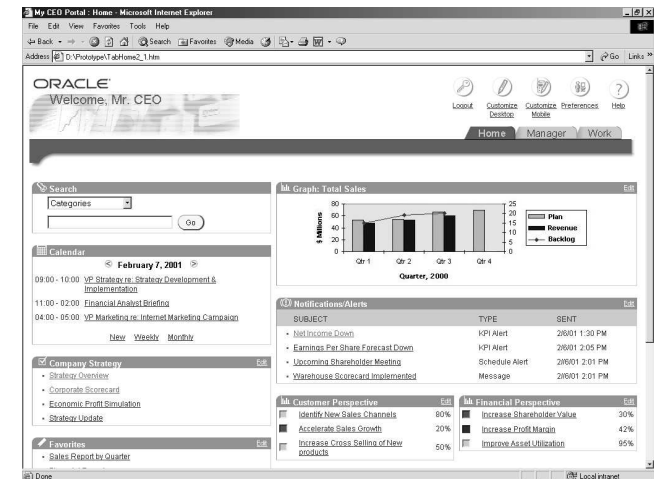 My CEO Portal : Home - Microsoft Internet Explorer
File Edit View Favorites Tools Help
Back Search Favorites Media
Address D:\Prototype\TabHome2_1.htm Go Links »
ORACLE
Welcome, Mr. CEO
Logout Customize Desktop Customize Mobile Preferences Help
Home Manager Work
Search
Categories
Go
Calendar
February 7, 2001
09:00 - 10:00 VP Strategy re: Strategy Development &
Implementation
11:00 - 02:00 Financial Analyst Briefing
04:00 - 05:00 VP Marketing re: Internet Marketing Campaign
New Weekly Monthly
Company Strategy Edit
Strategy Overview
Corporate Scorecard
Economic Profit Simulation
Strategy Update
Favorites Edit
Sales Report by Quarter
Graph: Total Sales Edit
$ Millions
80
60
40
20
0
25
20
15
10
5
0
Qtr 1 Qtr 2 Qtr 3 Qtr 4
Quarter, 2000
Plan
Revenue
Backlog
Notifications/Alerts Edit
SUBJECT TYPE SENT
Net Income Down KPI Alert 2/6/01 1:30 PM
Earnings Per Share Forecast Down KPI Alert 2/6/01 2:05 PM
Upcoming Shareholder Meeting Schedule Alert 2/6/01 2:01 PM
Warehouse Scorecard Implemented Message 2/6/01 2:01 PM
Customer Perspective Edit
Identify New Sales Channels 80%
Accelerate Sales Growth 20%
Increase Cross Selling of New
products 50%
Financial Perspective Edit
Increase Shareholder Value 30%
Increase Profit Margin 42%
Improve Asset Utilization 95%
Done Local intranet